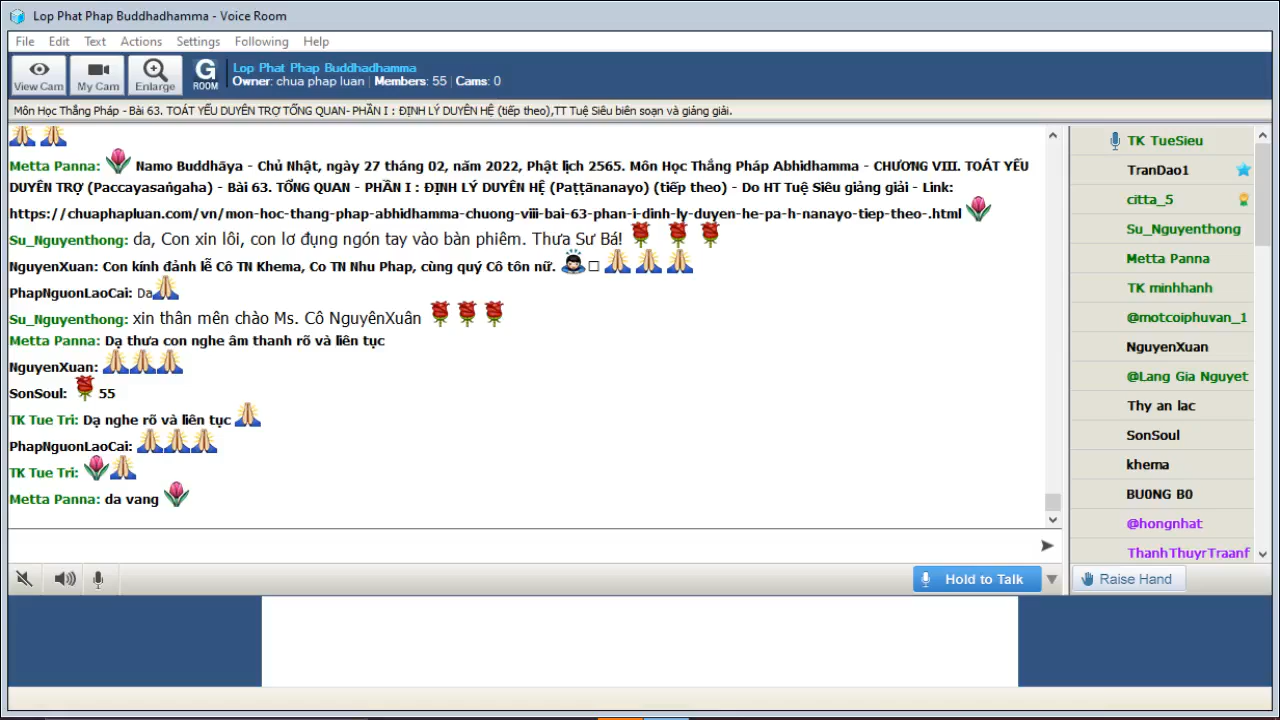 Lop Phat Phap Buddhadhamma - Voice Room
File Edit Text Actions Settings Following Help
View Cam My Cam Enlarge G ROOM
Lop Phat Phap Buddhadhamma
Owner: chua phap luan | Members: 55 | Cams: 0
Môn Học Thắng Pháp - Bài 63. TOÁT YẾU DUYÊN TRỢ TỔNG QUAN- PHẦN I : ĐỊNH LÝ DUYÊN HỆ (tiếp theo),TT Tuệ Siêu biên soạn và giảng giải.
Metta Panna: Namo Buddhāya - Chủ Nhật, ngày 27 tháng 02, năm 2022, Phật lịch 2565. Môn Học Thắng Pháp Abhidhamma - CHƯƠNG VIII. TOÁT YẾU
DUYÊN TRỢ (Paccayasaṅgaha) - Bài 63. TỔNG QUAN - PHẦN I : ĐỊNH LÝ DUYÊN HỆ (Paṭṭānanayo) (tiếp theo) - Do HT Tuệ Siêu giảng giải - Link:
https://chuaphapluan.com/vn/mon-hoc-thang-phap-abhidhamma-chuong-viii-bai-63-phan-i-dinh-ly-duyen-he-pa-h-nanayo-tiep-theo-.html
Su_Nguyenthong: da, Con xin lôi, con lơ đụng ngón tay vào bàn phiêm. Thưa Sư Bá!
NguyenXuan: Con kính đảnh lễ Cô TN Khema, Co TN Nhu Phap, cùng quý Cô tôn nữ.
PhapNguonLaoCai: Da
Su_Nguyenthong: xin thân mên chào Ms. Cô NguyênXuân
Metta Panna: Dạ thưa con nghe âm thanh rõ và liên tục
NguyenXuan:
SonSoul: 55
TK Tue Tri: Dạ nghe rõ và liên tục
PhapNguonLaoCai:
TK Tue Tri:
Metta Panna: da vang
Hold to Talk
TK TueSieu
TranDao1
citta_5
Su_Nguyenthong
Metta Panna
TK minhhanh
@motcoiphuvan_1
NguyenXuan
@Lang Gia Nguyet
Thy an lac
SonSoul
khema
BU0NG B0
@hongnhat
ThanhThuyrTraanf
Raise Hand